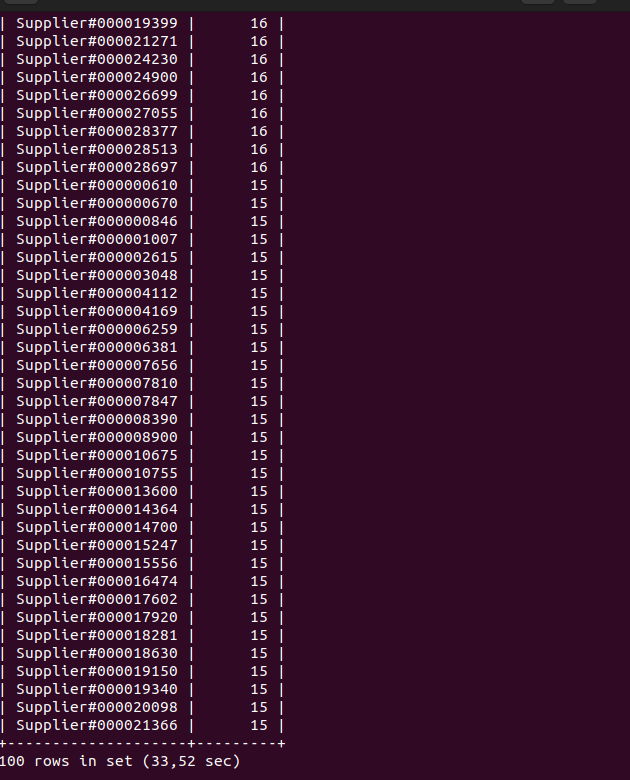 | Supplier#000019399 |      16 |
| Supplier#000021271 |      16 |
| Supplier#000024230 |      16 |
| Supplier#000024900 |      16 |
| Supplier#000026699 |      16 |
| Supplier#000027055 |      16 |
| Supplier#000028377 |      16 |
| Supplier#000028513 |      16 |
| Supplier#000028697 |      16 |
| Supplier#000000610 |      15 |
| Supplier#000000670 |      15 |
| Supplier#000000846 |      15 |
| Supplier#000001007 |      15 |
| Supplier#000002615 |      15 |
| Supplier#000003048 |      15 |
| Supplier#000004112 |      15 |
| Supplier#000004169 |      15 |
| Supplier#000006259 |      15 |
| Supplier#000006381 |      15 |
| Supplier#000007656 |      15 |
| Supplier#000007810 |      15 |
| Supplier#000007847 |      15 |
| Supplier#000008390 |      15 |
| Supplier#000008900 |      15 |
| Supplier#000010675 |      15 |
| Supplier#000010755 |      15 |
| Supplier#000013600 |      15 |
| Supplier#000014364 |      15 |
| Supplier#000014700 |      15 |
| Supplier#000015247 |      15 |
| Supplier#000015556 |      15 |
| Supplier#000016474 |      15 |
| Supplier#000017602 |      15 |
| Supplier#000017920 |      15 |
| Supplier#000018281 |      15 |
| Supplier#000018630 |      15 |
| Supplier#000019150 |      15 |
| Supplier#000019340 |      15 |
| Supplier#000020098 |      15 |
| Supplier#000021366 |      15 |
+--------------------+---------+
100 rows in set (33,52 sec)